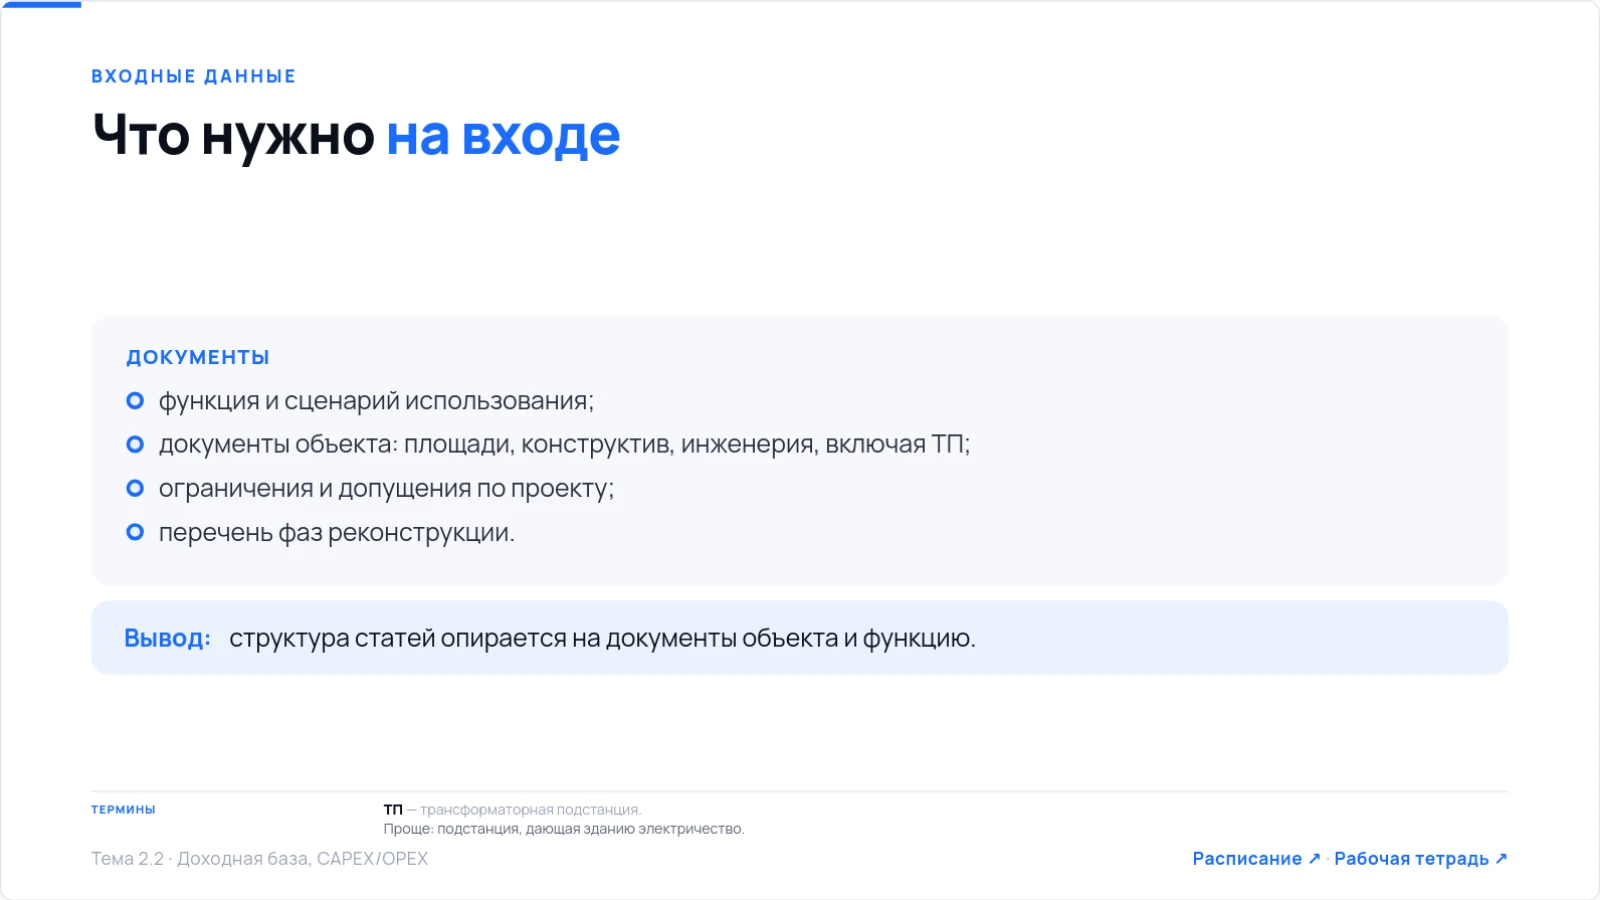 ВХОДНЫЕ ДАННЫЕ
Что нужно на входе
ДОКУМЕНТЫ
функция и сценарий использования;
документы объекта: площади, конструктив, инженерия, включая ТП;
ограничения и допущения по проекту;
перечень фаз реконструкции.
Вывод: структура статей опирается на документы объекта и функцию.
ТЕРМИНЫ
ТП — трансформаторная подстанция.
Проще: подстанция, дающая зданию электричество.
Тема 2.2 · Доходная база, CAPEX/OPEX
Расписание ↗ · Рабочая тетрадь ↗